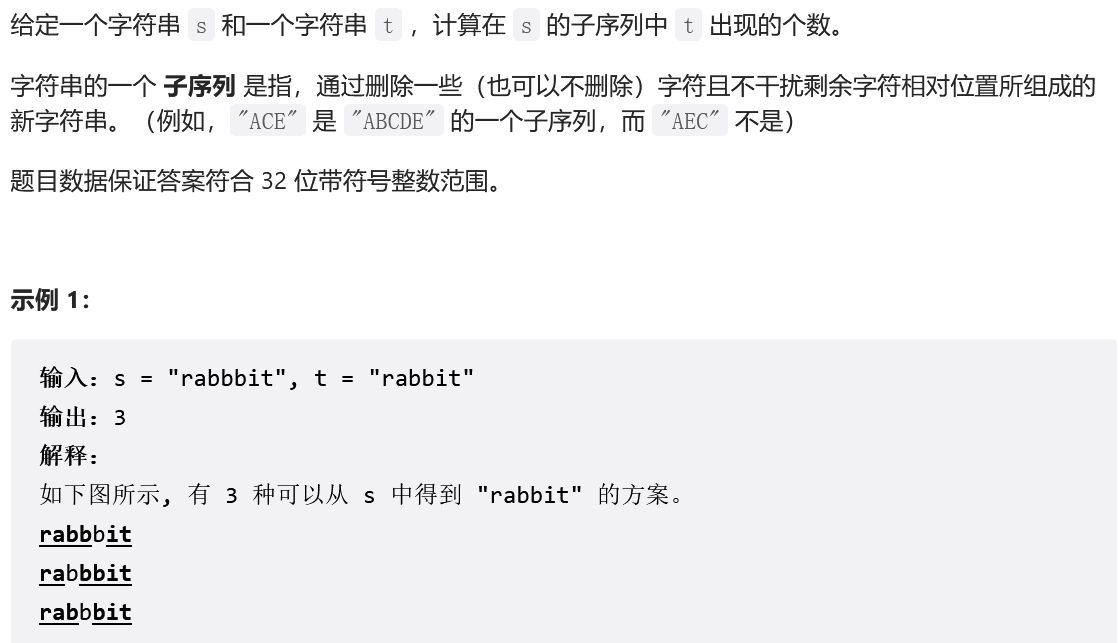 给定一个字符串 s 和一个字符串 t ，计算在 s 的子序列中 t 出现的个数。
字符串的一个 子序列 是指，通过删除一些（也可以不删除）字符且不干扰剩余字符相对位置所组成的
新字符串。（例如，"ACE" 是 "ABCDE" 的一个子序列，而 "AEC" 不是）
题目数据保证答案符合 32 位带符号整数范围。
示例 1：
输入：s = "rabbbit", t = "rabbit"
输出：3
解释：
如下图所示, 有 3 种可以从 s 中得到 "rabbit" 的方案。
rabbbit
rabbbit
rabbbit